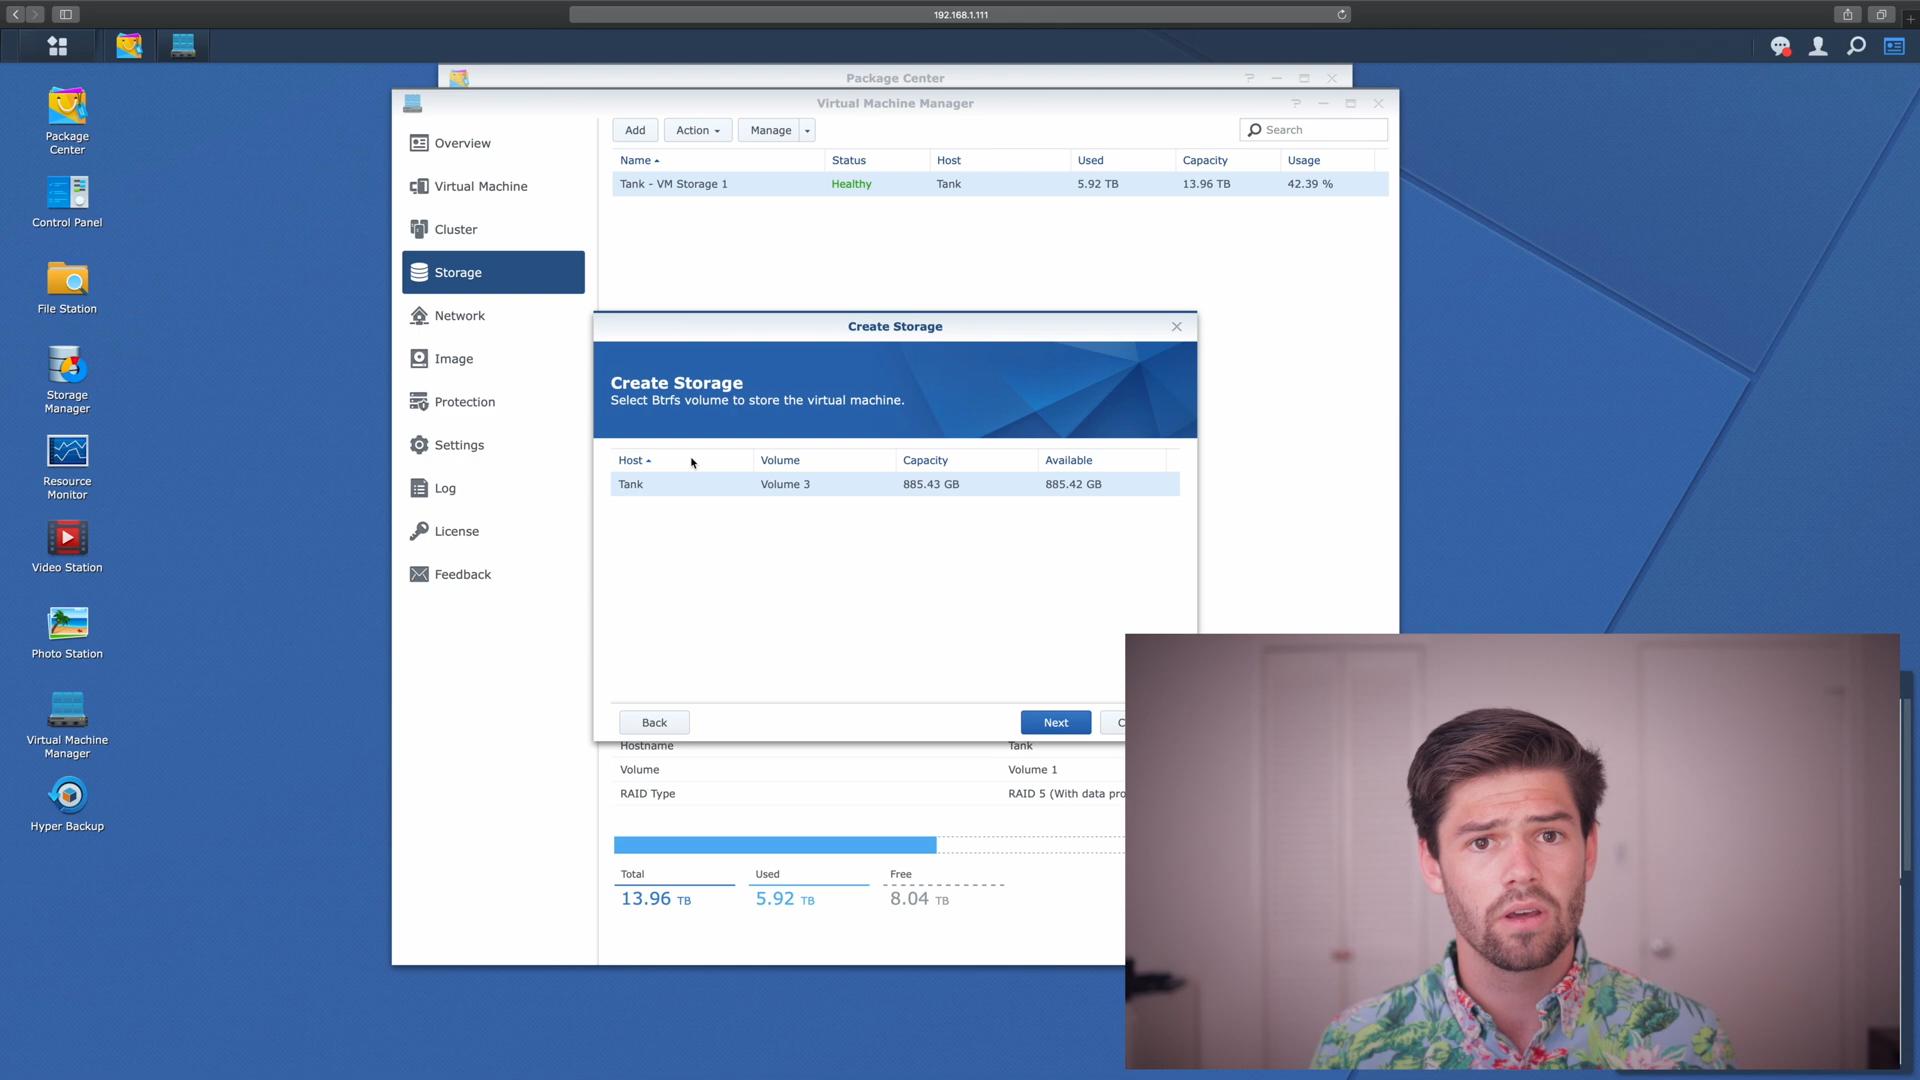 192.168.1.111
Package Center
Virtual Machine Manager
Package
Center
Control Panel
File Station
Storage
Manager
Resource
Monitor
Video Station
Photo Station
Virtual Machine
Manager
Hyper Backup
Overview
Virtual Machine
Cluster
Storage
Network
Image
Protection
Settings
Log
License
Feedback
Add
Action
Manage
Search
Name Status Host Used Capacity Usage
Tank - VM Storage 1 Healthy Tank 5.92 TB 13.96 TB 42.39 %
Create Storage
Create Storage
Select Btrfs volume to store the virtual machine.
Host Volume Capacity Available
Tank Volume 3 885.43 GB 885.42 GB
Back Next C
Hostname Tank
Volume Volume 1
RAID Type RAID 5 (With data pro
Total Used Free
13.96 TB 5.92 TB 8.04 TB